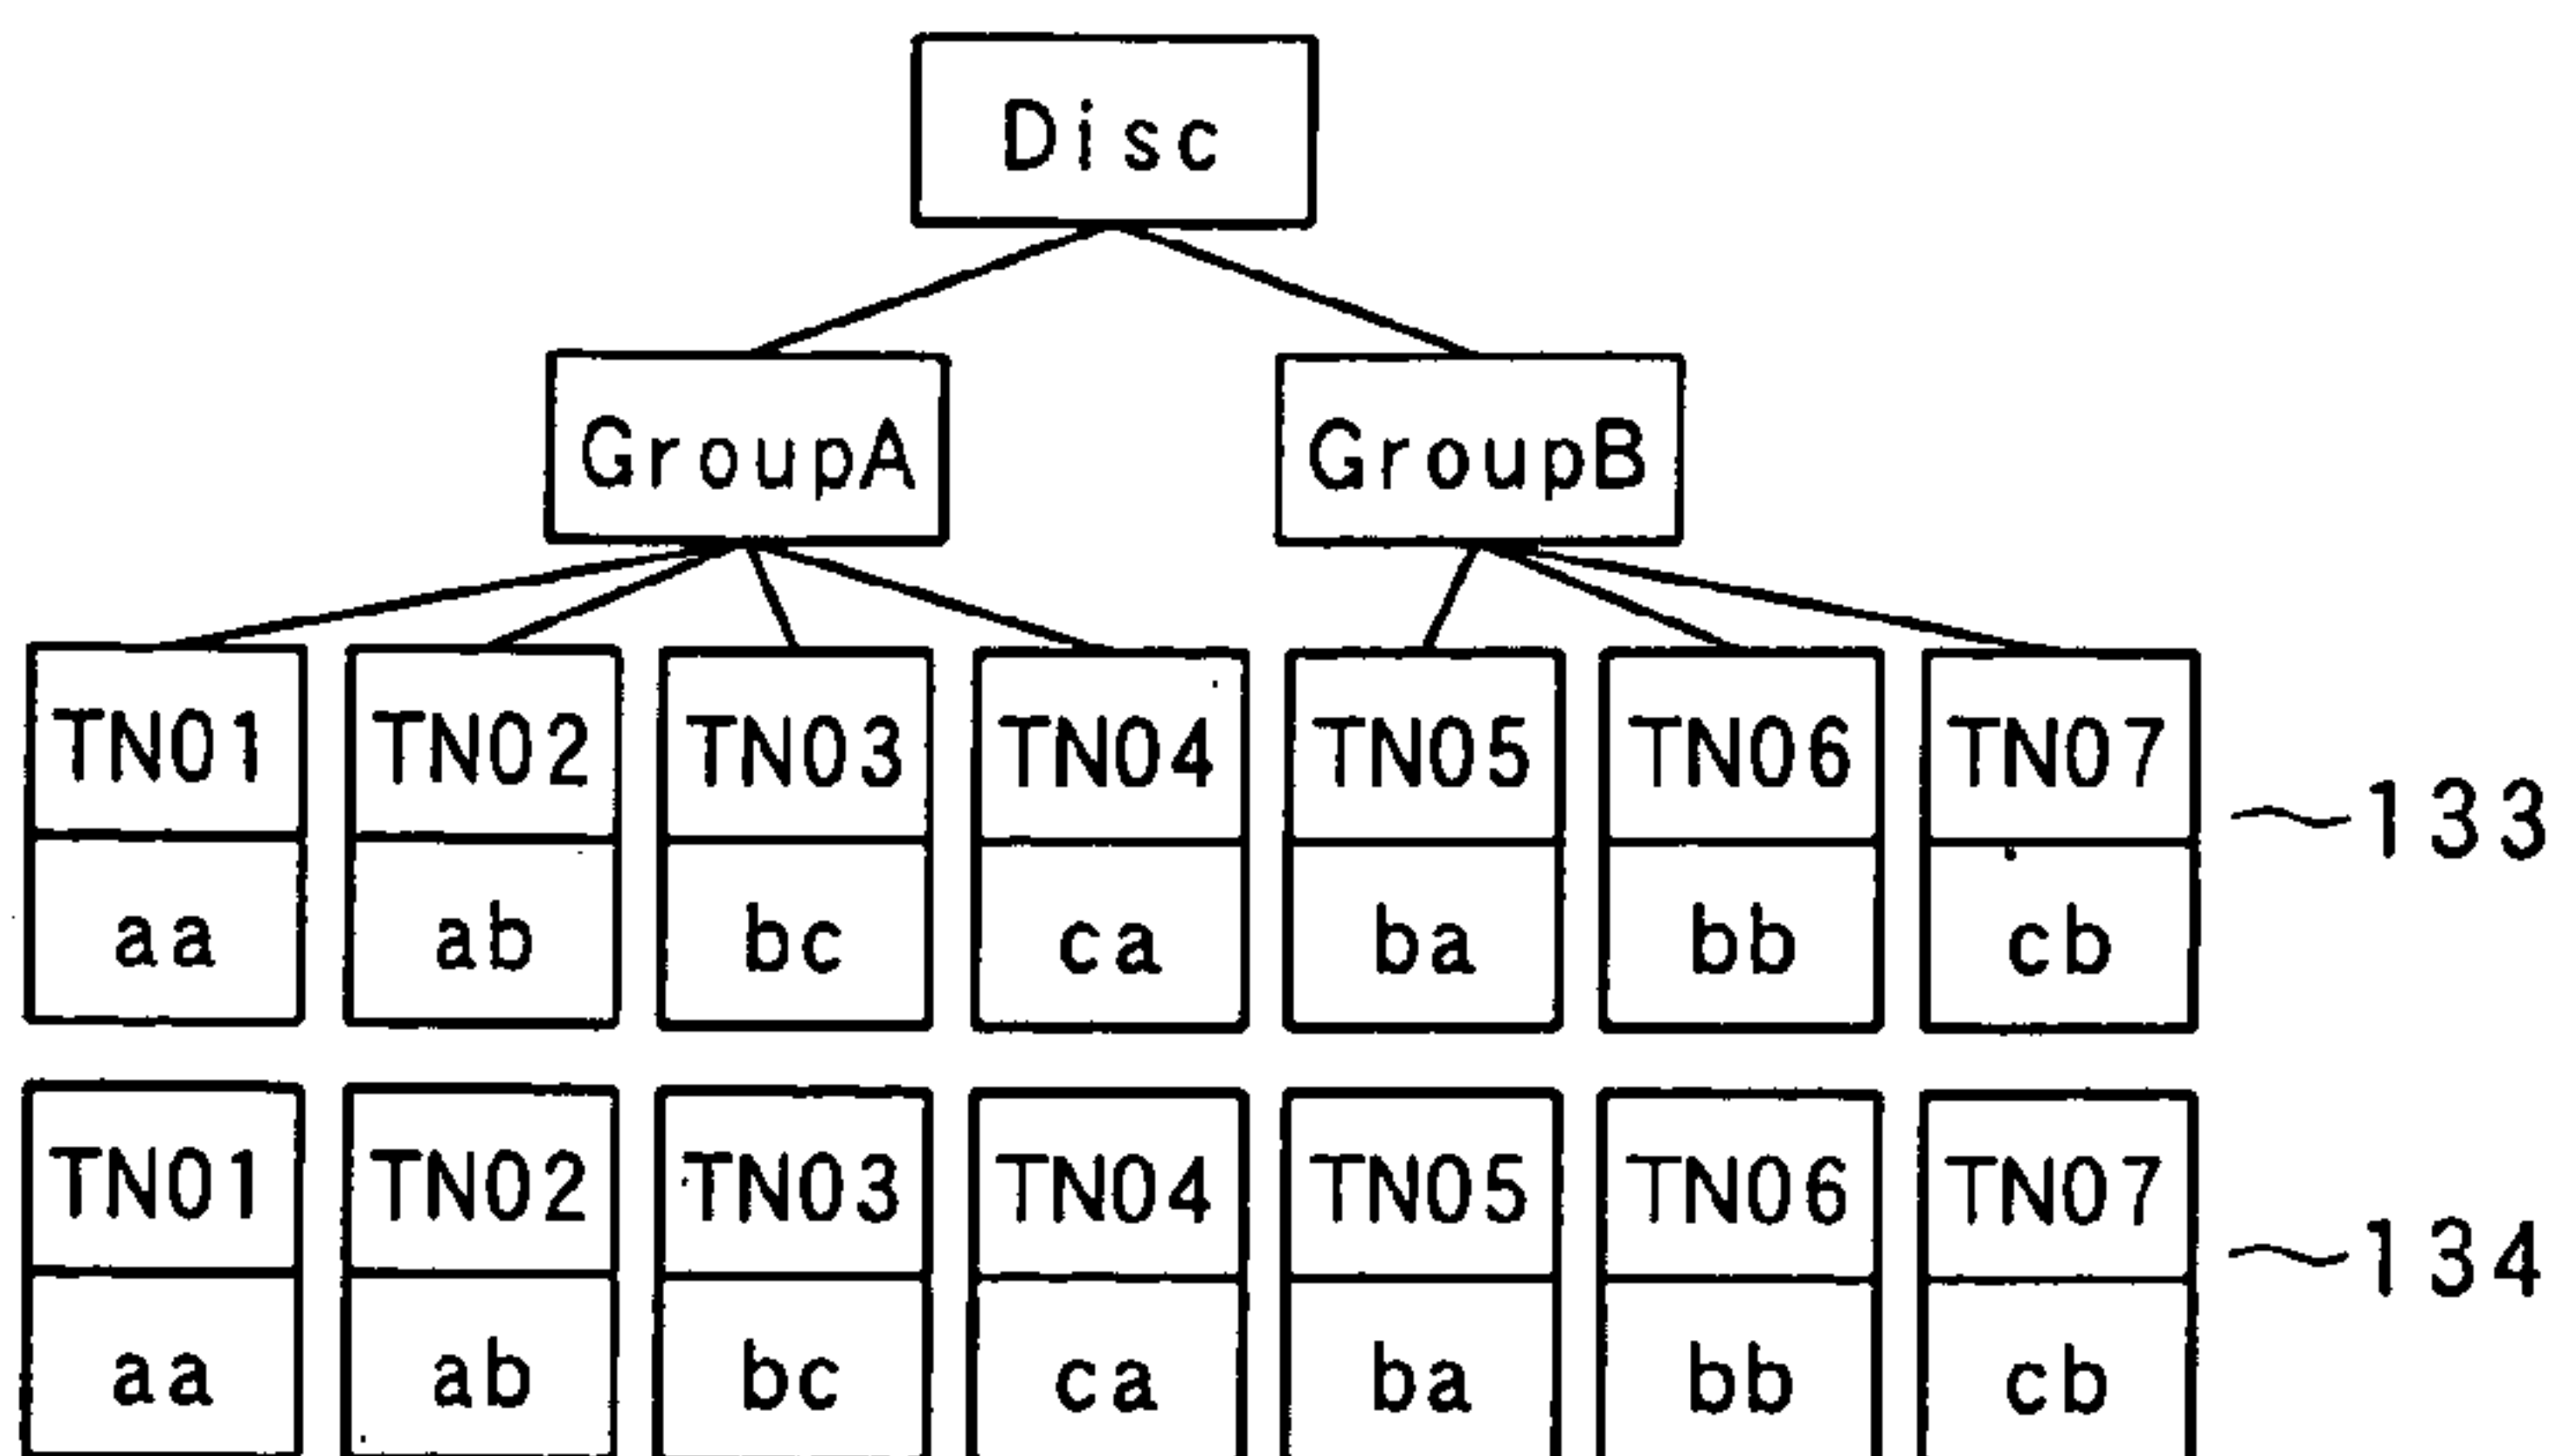 Disc
GroupA GroupB
TN01 TN02 TN03 TN04 TN05 TN06 TN07
133
aa ab bc ca ba bb cb
TN01 TN02 TN03 TN04 TN05 TN06 TN07
134
aa ab bc ca ba bb cb